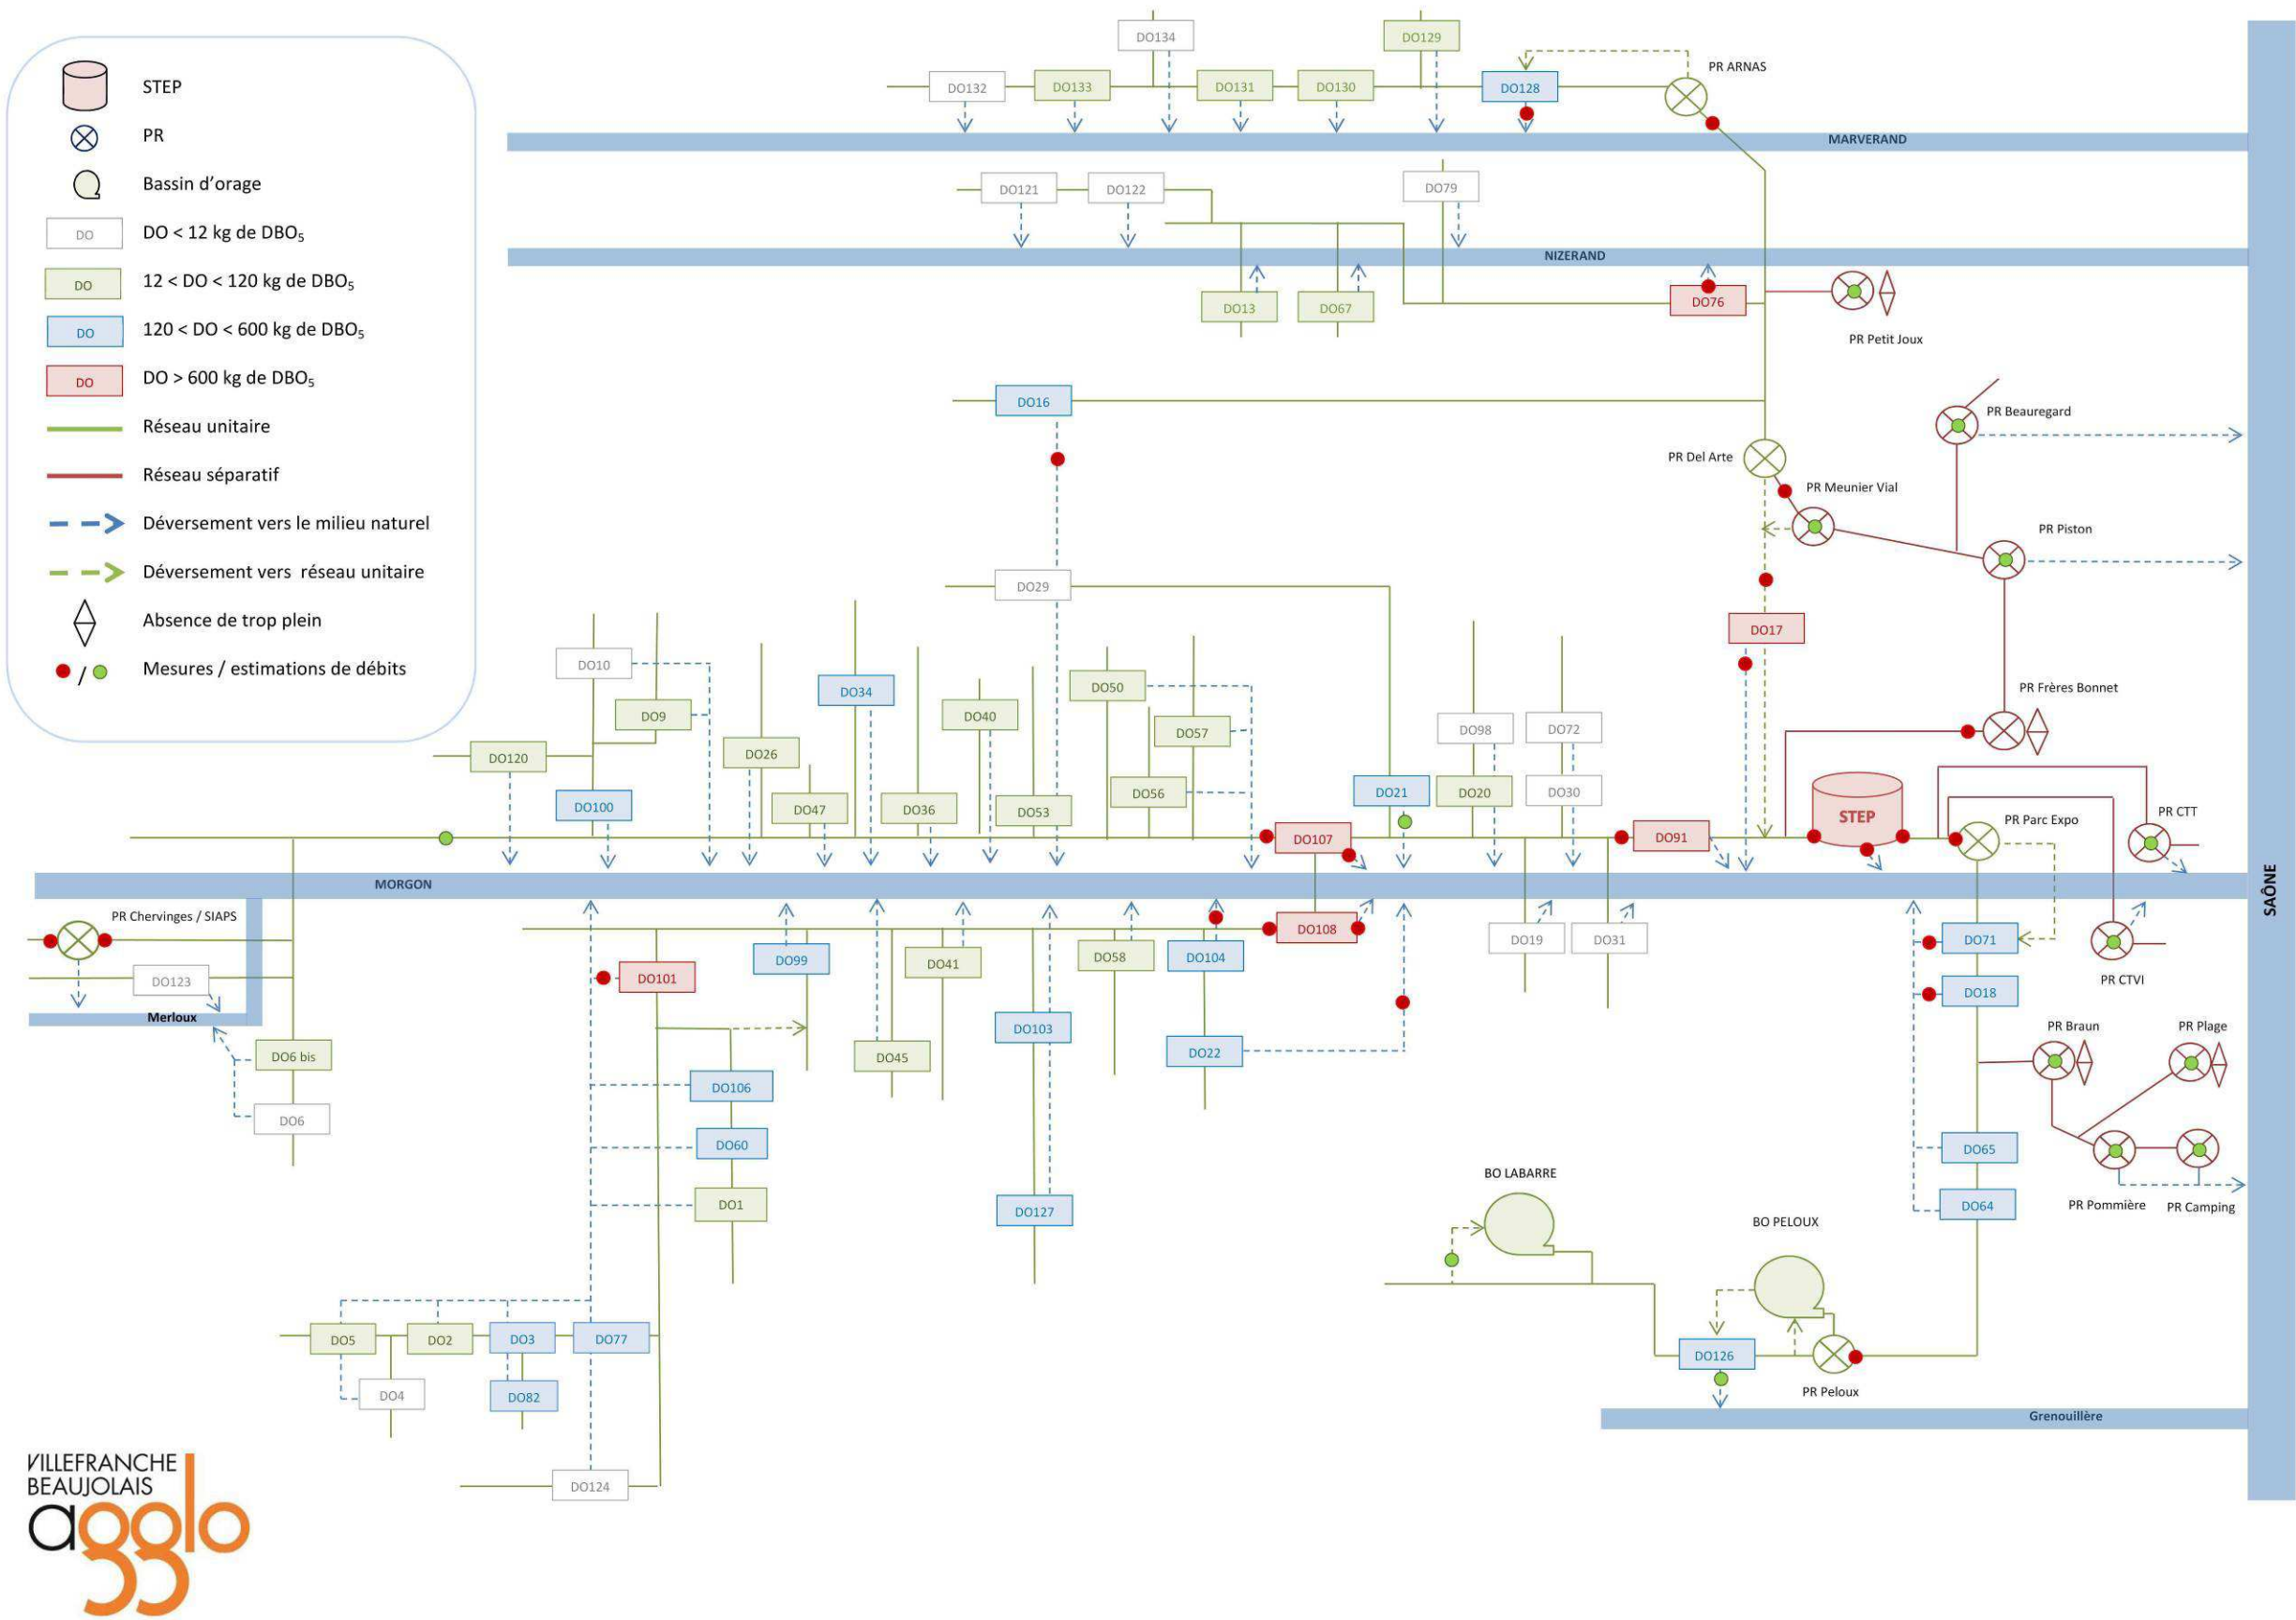 STEP
PR
Bassin d'orage
DO
DO < 12 kg de DBO₅
DO
12 < DO < 120 kg de DBO₅
DO
120 < DO < 600 kg de DBO₅
DO
DO > 600 kg de DBO₅
Réseau unitaire
Réseau séparatif
Déversement vers le milieu naturel
Déversement vers réseau unitaire
Absence de trop plein
/
Mesures / estimations de débits
DO134
DO129
PR ARNAS
DO132
DO133
DO131
DO130
DO128
MARVERAND
DO121
DO122
DO79
NIZERAND
DO13
DO67
DO76
PR Petit Joux
DO16
PR Beauregard
PR Del Arte
PR Meunier Vial
PR Piston
DO29
DO17
DO10
DO34
DO50
PR Frères Bonnet
DO9
DO40
DO57
DO98
DO72
DO120
DO26
DO100
DO47
DO36
DO53
DO56
DO21
DO20
DO30
STEP
PR Parc Expo
PR CTT
DO107
DO91
MORGON
SAÔNE
PR Chervinges / SIAPS
DO108
DO19
DO31
DO71
DO123
DO101
DO99
DO41
DO58
DO104
PR CTVI
DO18
Merloux
DO6 bis
DO45
DO103
DO22
PR Braun
PR Plage
DO106
DO6
DO60
DO65
DO1
DO127
BO LABARRE
DO64
PR Pommière
PR Camping
BO PELOUX
DO5
DO2
DO3
DO77
DO126
DO4
DO82
PR Peloux
Grenouillère
DO124
VILLEFRANCHE
BEAUJOLAIS
agglo